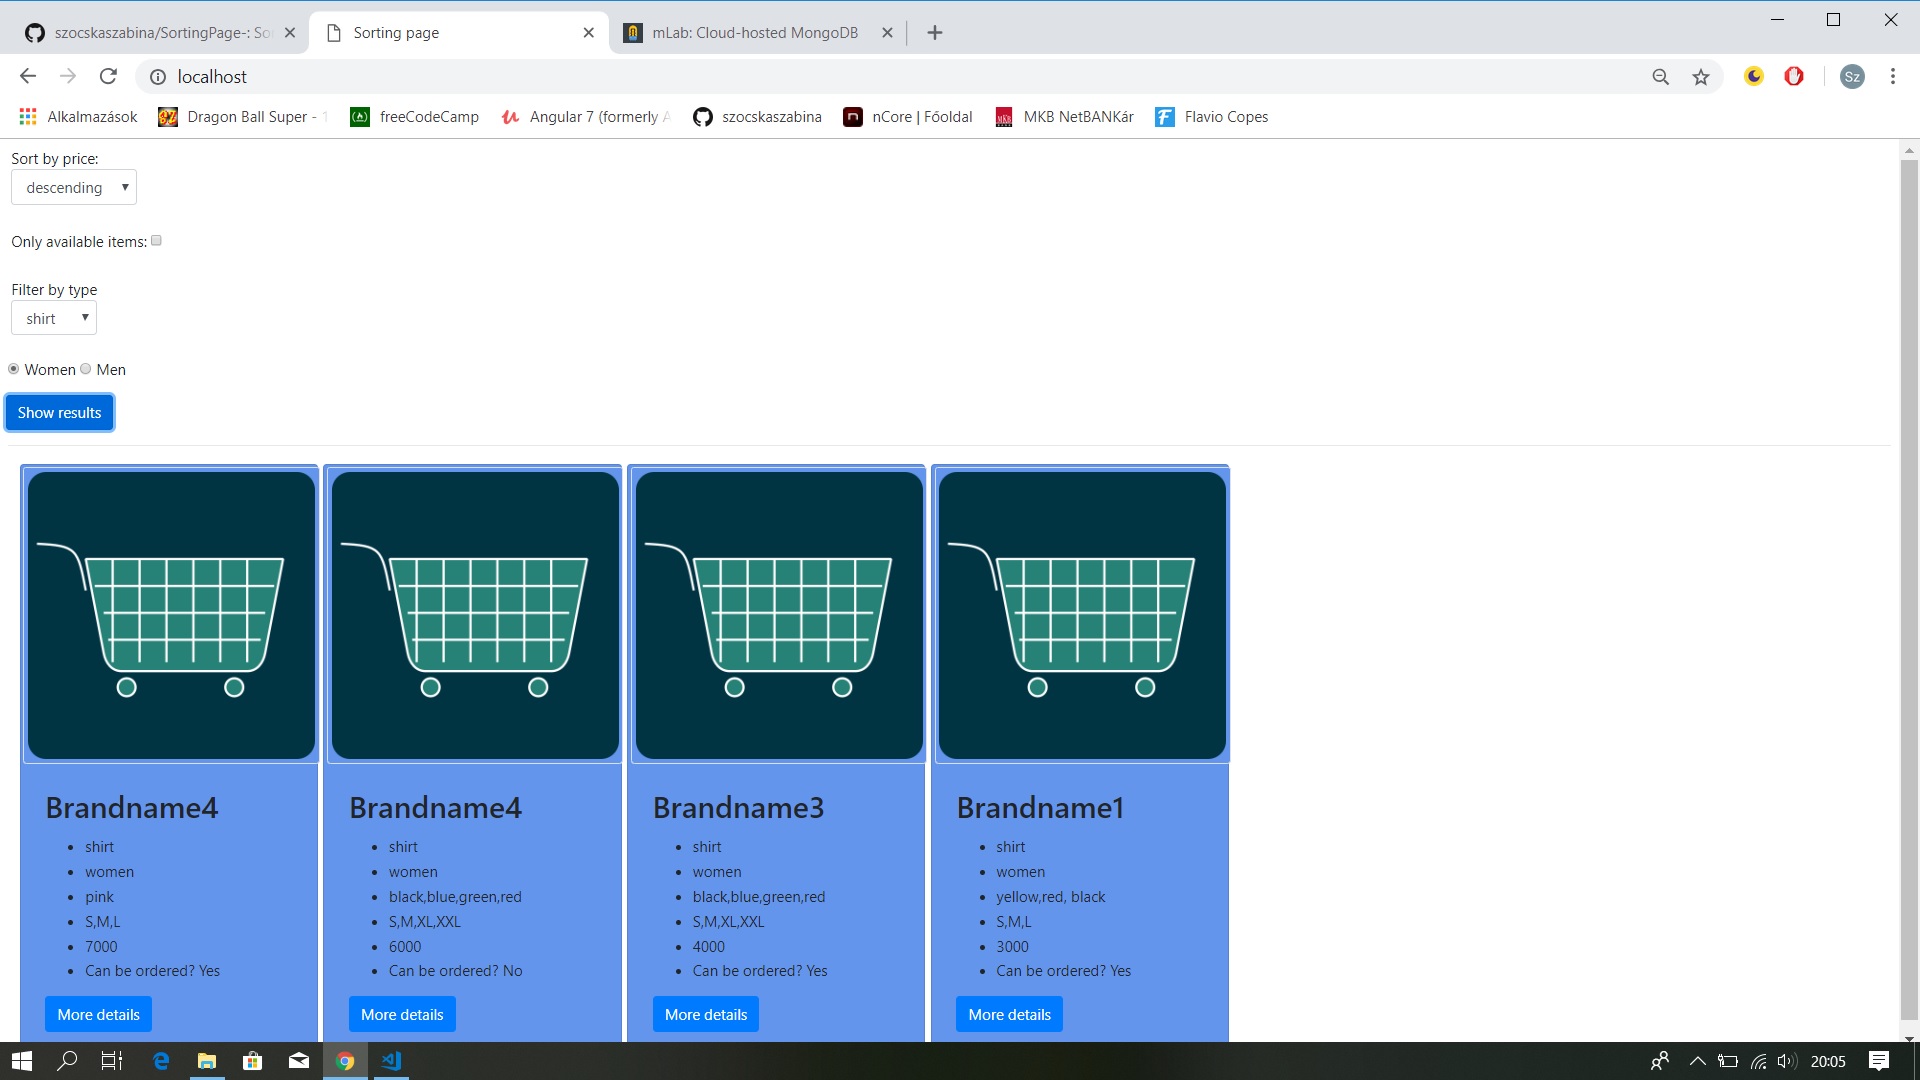 szocskaszabina/SortingPage-: So
Sorting page
mLab: Cloud-hosted MongoDB
localhost
Sz
Alkalmazások
Dragon Ball Super - 1
freeCodeCamp
Angular 7 (formerly A
szocskaszabina
nCore | Főoldal
MKB NetBANKár
Flavio Copes
Sort by price:
descending
Only available items:
Filter by type
shirt
Women Men
Show results
Brandname4
shirt
women
pink
S,M,L
7000
Can be ordered? Yes
More details
Brandname4
shirt
women
black,blue,green,red
S,M,XL,XXL
6000
Can be ordered? No
More details
Brandname3
shirt
women
black,blue,green,red
S,M,XL,XXL
4000
Can be ordered? Yes
More details
Brandname1
shirt
women
yellow,red, black
S,M,L
3000
Can be ordered? Yes
More details
20:05